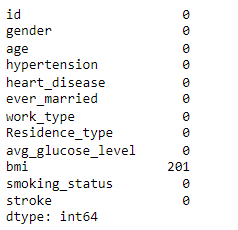 id 0
gender 0
age 0
hypertension 0
heart_disease 0
ever_married 0
work_type 0
Residence_type 0
avg_glucose_level 0
bmi 201
smoking_status 0
stroke 0
dtype: int64